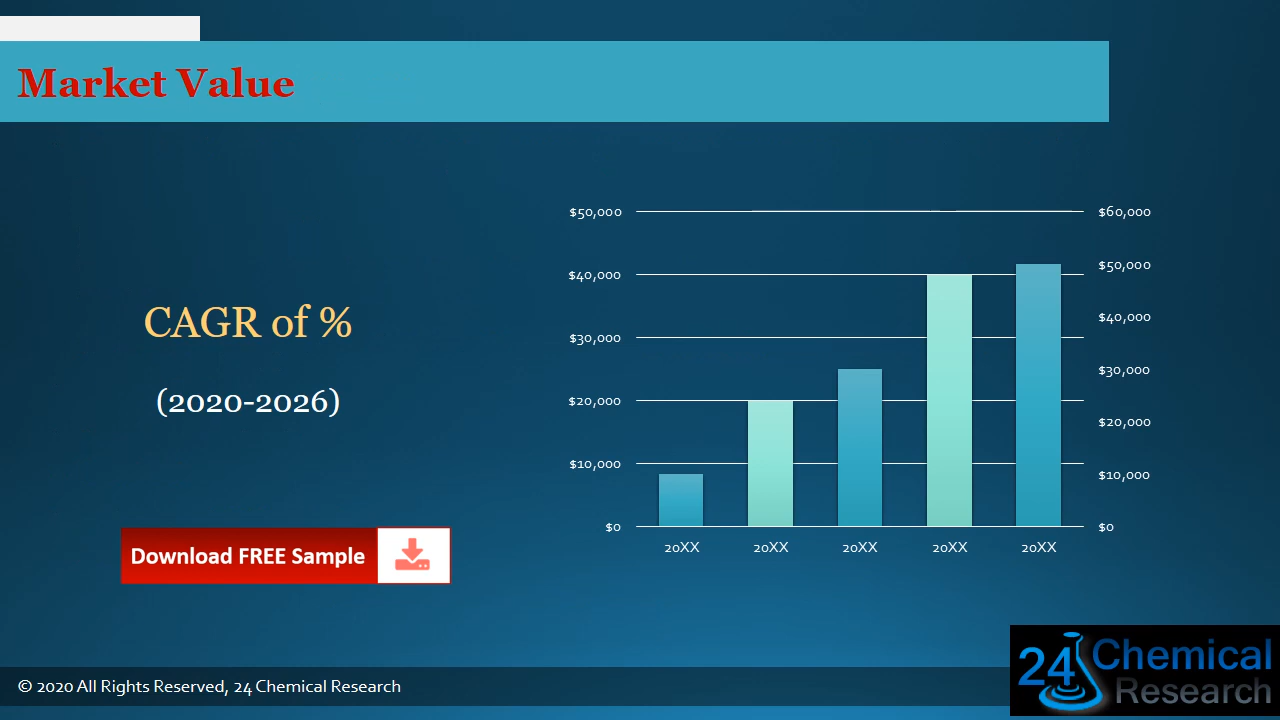 Market Value
CAGR of %
(2020-2026)
Download FREE Sample
$50,000
$40,000
$30,000
$20,000
$10,000
$0
$60,000
$50,000
$40,000
$30,000
$20,000
$10,000
$0
20XX 20XX 20XX 20XX 20XX
© 2020 All Rights Reserved, 24 Chemical Research
24 Chemical
Research